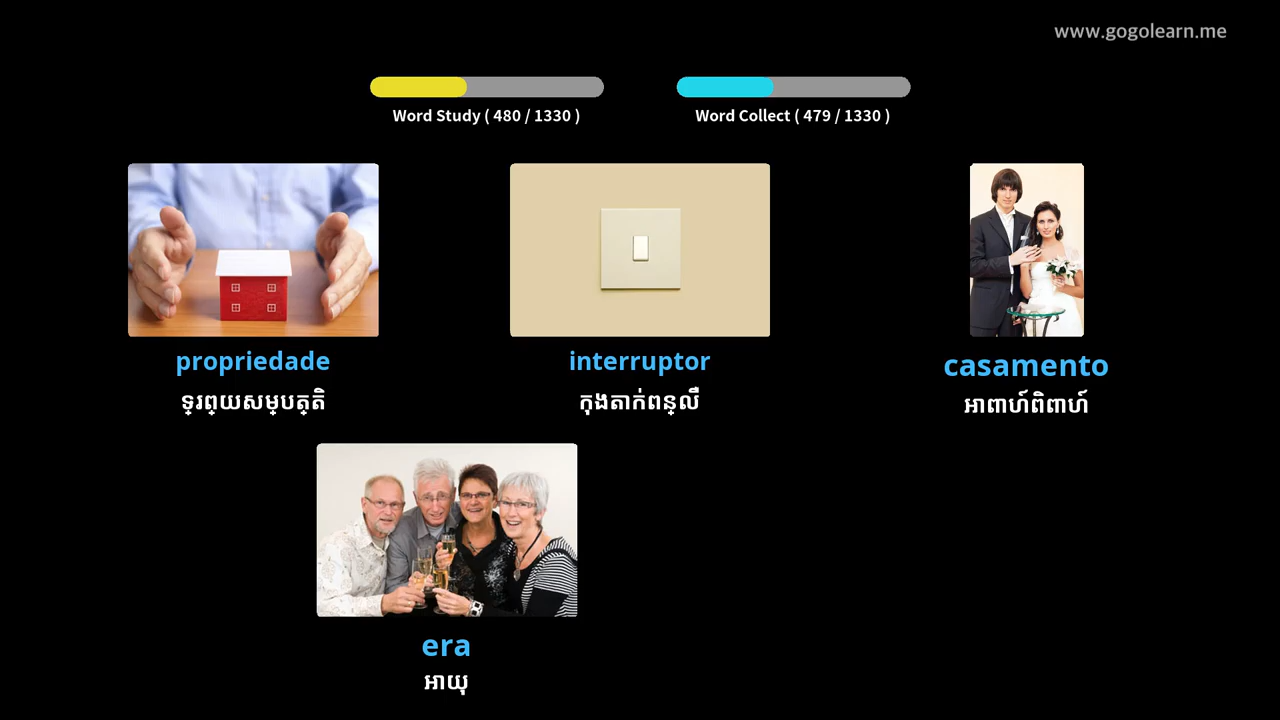 www.gogolearn.me
Word Study ( 480 / 1330 )
Word Collect ( 479 / 1330 )
propriedade
ទ្រព្យសម្បត្តិ
interruptor
កុងតាក់ពន្លឺ
casamento
អាពាហ៍ពិពាហ៍
era
អាយុ